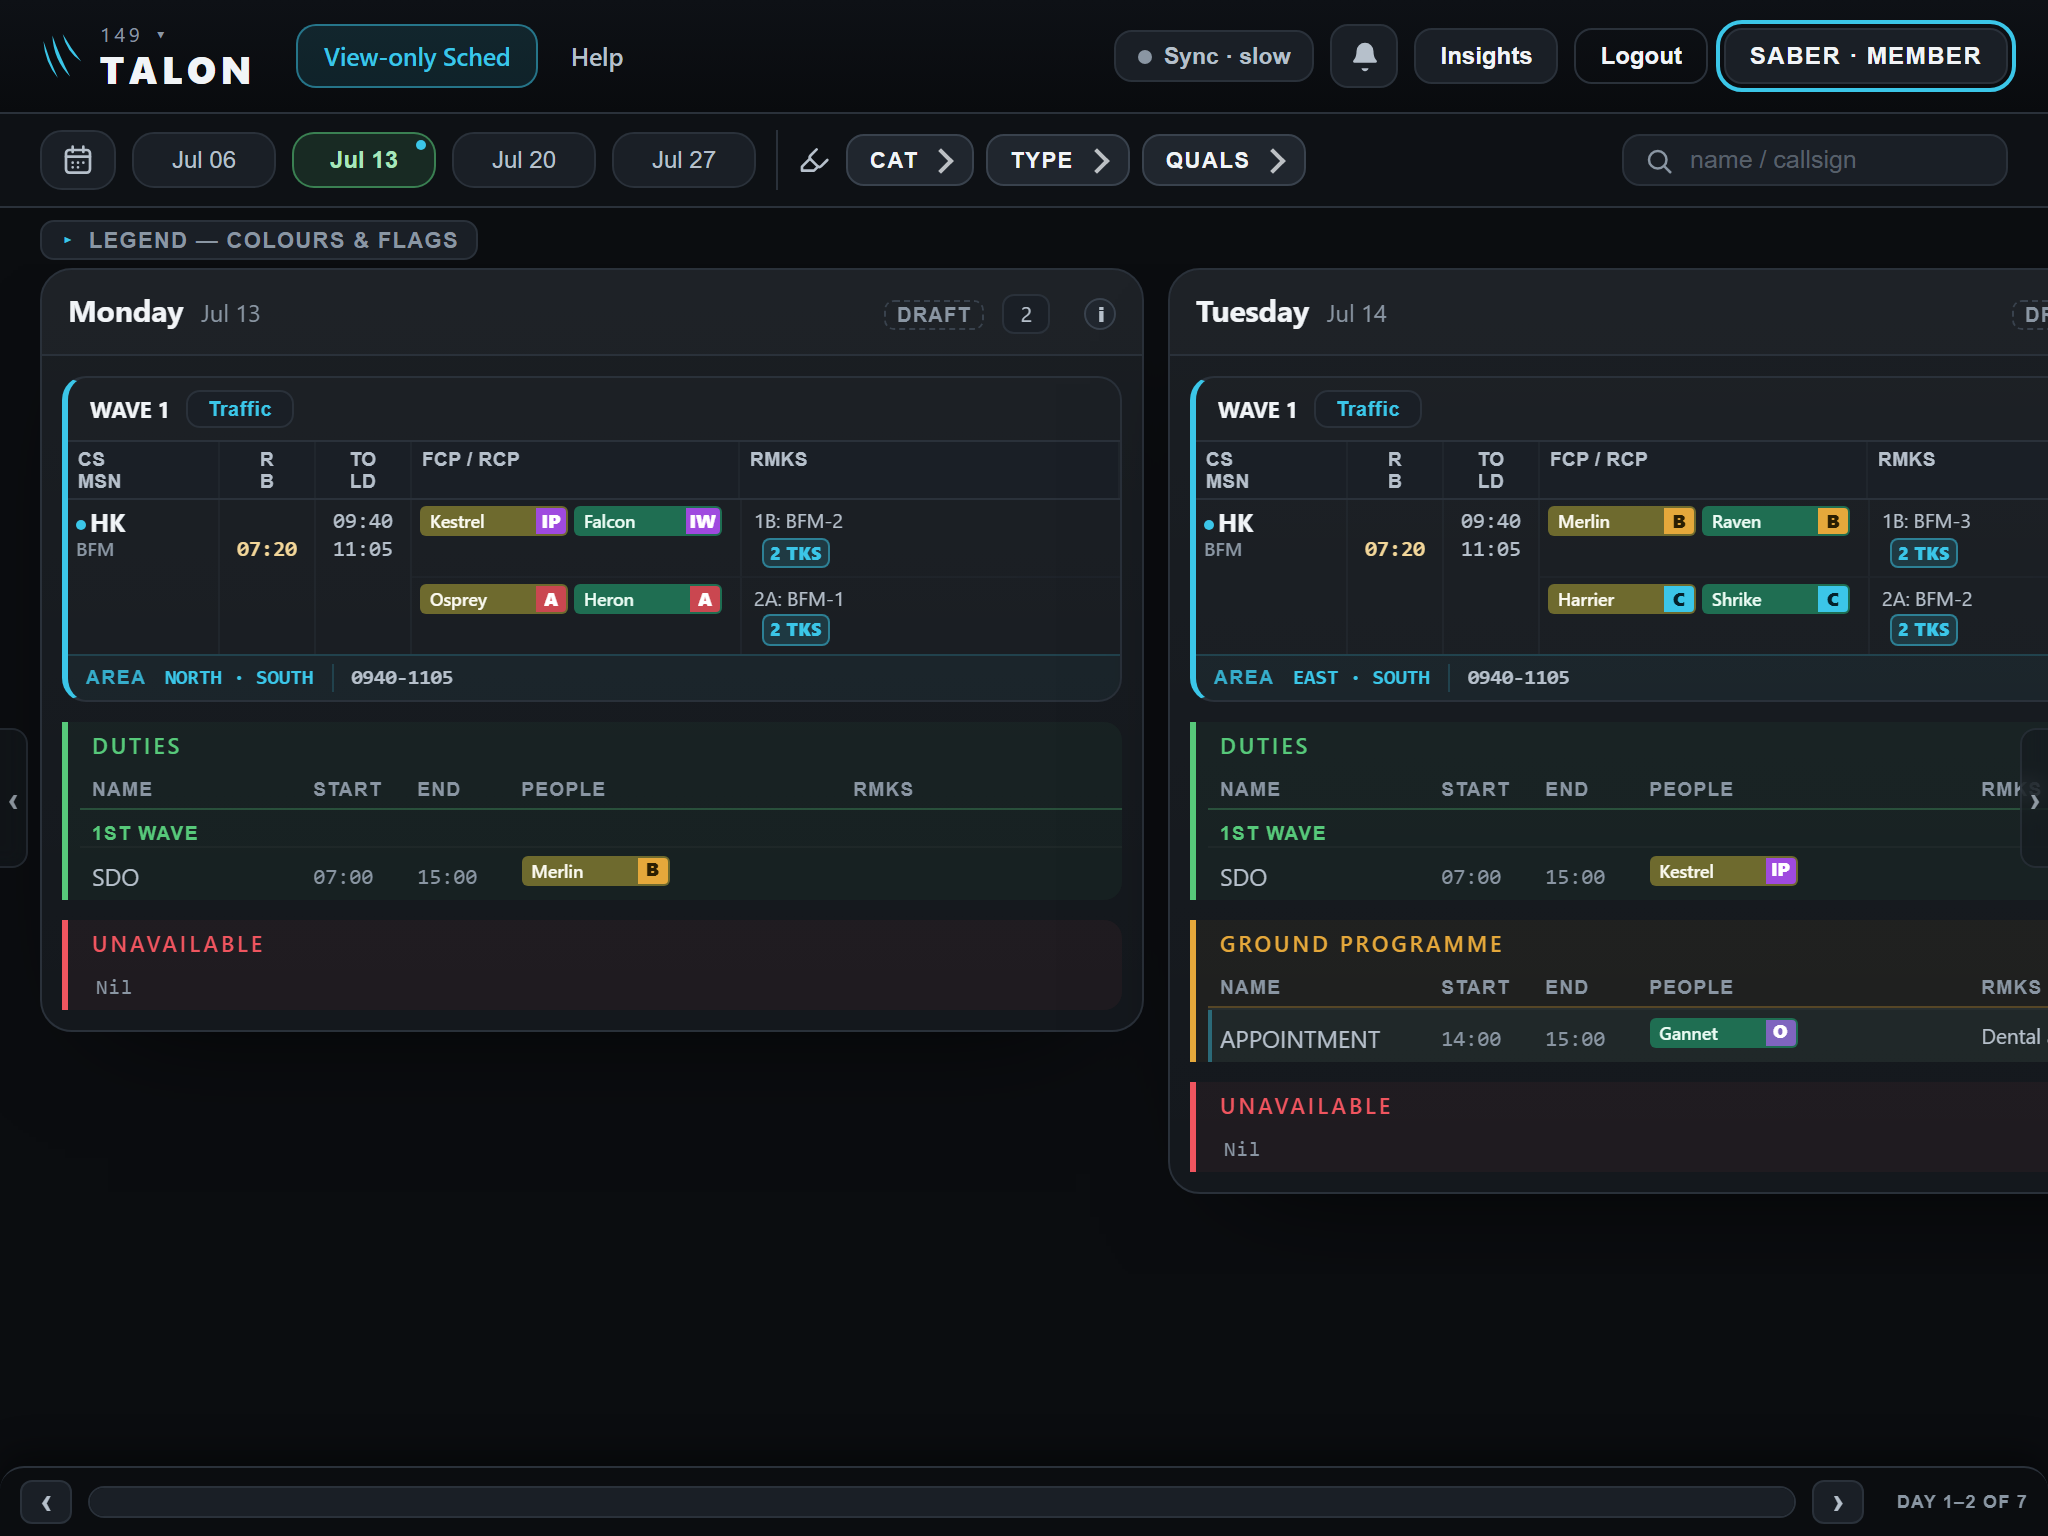 149 ▾
TALON
View-only Sched
Help
Sync · slow
Insights
Logout
SABER · MEMBER
Jul 06
Jul 13
Jul 20
Jul 27
CAT
TYPE
QUALS
name / callsign
▸ LEGEND — COLOURS & FLAGS
Monday Jul 13
DRAFT
2
i
WAVE 1
Traffic
CS
MSN
R
B
TO
LD
FCP / RCP
RMKS
HK
BFM
07:20
09:40
11:05
Kestrel IP
Falcon IW
1B: BFM-2
2 TKS
Osprey A
Heron A
2A: BFM-1
2 TKS
AREA NORTH · SOUTH 0940-1105
DUTIES
NAME START END PEOPLE RMKS
1ST WAVE
SDO 07:00 15:00 Merlin B
UNAVAILABLE
Nil
Tuesday Jul 14
WAVE 1
Traffic
CS
MSN
R
B
TO
LD
FCP / RCP
RMKS
HK
BFM
07:20
09:40
11:05
Merlin B
Raven B
1B: BFM-3
2 TKS
Harrier C
Shrike C
2A: BFM-2
2 TKS
AREA EAST · SOUTH 0940-1105
DUTIES
NAME START END PEOPLE RMKS
1ST WAVE
SDO 07:00 15:00 Kestrel IP
GROUND PROGRAMME
NAME START END PEOPLE RMKS
APPOINTMENT 14:00 15:00 Gannet O Dental
UNAVAILABLE
Nil
‹
›
‹
›
DAY 1–2 OF 7